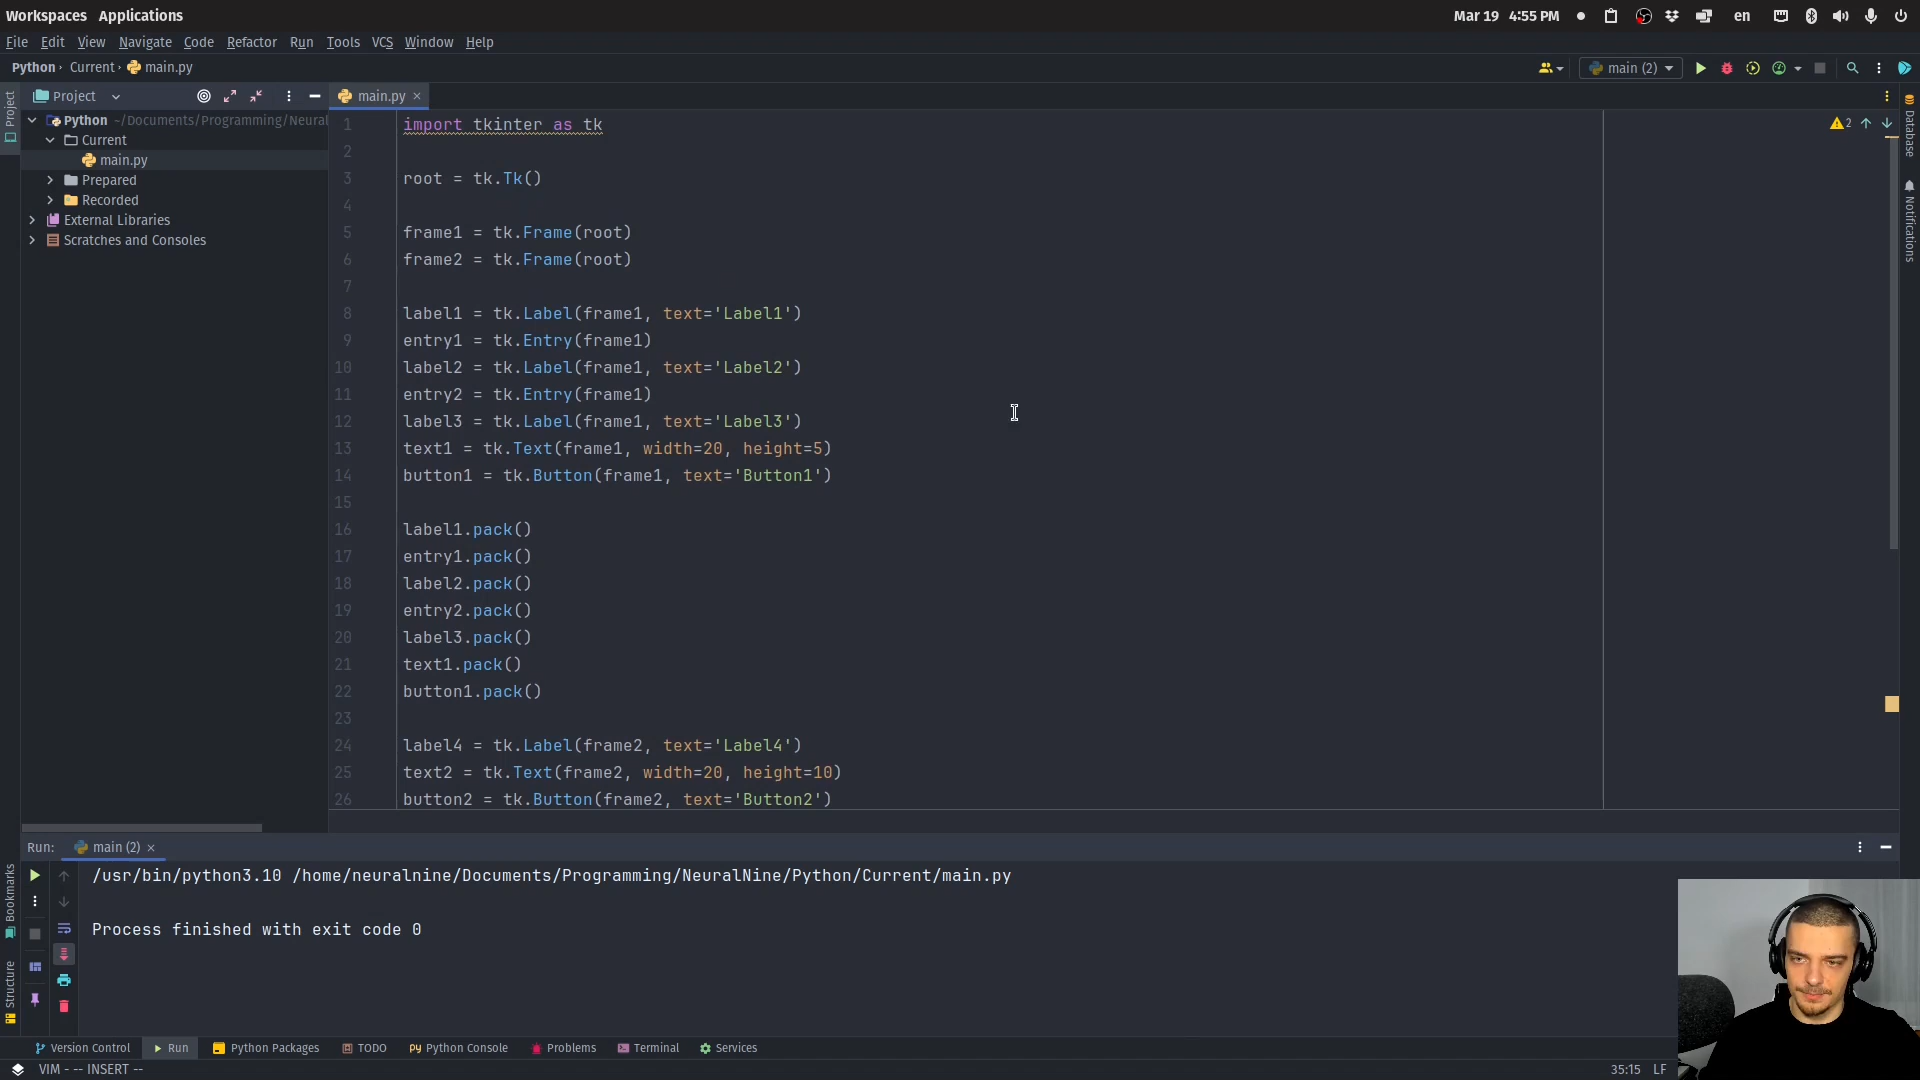 Workspaces Applications
Mar 19 4:55 PM
en
File Edit View Navigate Code Refactor Run Tools VCS Window Help
Python Current main.py
main (2)
Project
main.py
Python ~/Documents/Programming/Neural
Current
main.py
Prepared
Recorded
External Libraries
Scratches and Consoles
Project
Bookmarks
Structure
Database
Notifications
2
1 import tkinter as tk
2
3 root = tk.Tk()
4
5 frame1 = tk.Frame(root)
6 frame2 = tk.Frame(root)
7
8 label1 = tk.Label(frame1, text='Label1')
9 entry1 = tk.Entry(frame1)
10 label2 = tk.Label(frame1, text='Label2')
11 entry2 = tk.Entry(frame1)
12 label3 = tk.Label(frame1, text='Label3')
13 text1 = tk.Text(frame1, width=20, height=5)
14 button1 = tk.Button(frame1, text='Button1')
15
16 label1.pack()
17 entry1.pack()
18 label2.pack()
19 entry2.pack()
20 label3.pack()
21 text1.pack()
22 button1.pack()
23
24 label4 = tk.Label(frame2, text='Label4')
25 text2 = tk.Text(frame2, width=20, height=10)
26 button2 = tk.Button(frame2, text='Button2')
Run: main (2)
/usr/bin/python3.10 /home/neuralnine/Documents/Programming/NeuralNine/Python/Current/main.py
Process finished with exit code 0
Version Control Run Python Packages TODO Python Console Problems Terminal Services
VIM - -- INSERT --
35:15 LF